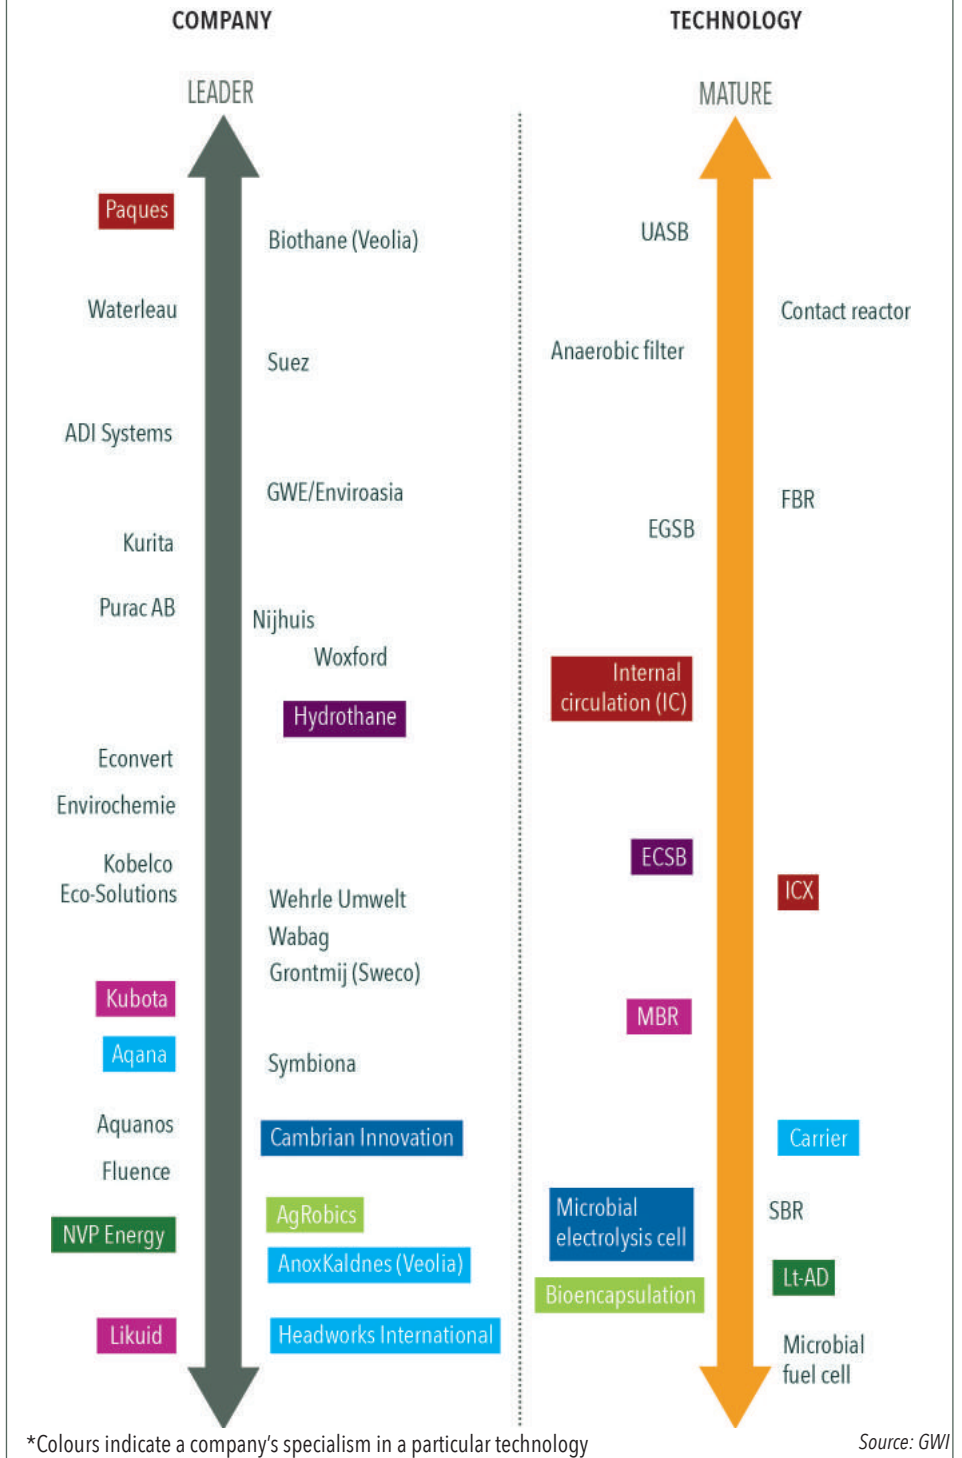 COMPANY
LEADER
Paques
Biothane (Veolia)
Waterleau
Suez
ADI Systems
GWE/Enviroasia
Kurita
Purac AB
Nijhuis
Woxford
Hydrothane
Econvert
Envirochemie
Kobelco
Eco-Solutions
Wehrle Umwelt
Wabag
Grontmij (Sweco)
Kubota
Aqana
Symbiona
Aquanos
Cambrian Innovation
Fluence
AgRobics
NVP Energy
AnoxKaldnes (Veolia)
Likuid
Headworks International
TECHNOLOGY
MATURE
UASB
Contact reactor
Anaerobic filter
FBR
EGSB
Internal
circulation (IC)
ECSB
ICX
MBR
Carrier
Microbial
electrolysis cell
SBR
Lt-AD
Bioencapsulation
Microbial
fuel cell
*Colours indicate a company's specialism in a particular technology
Source: GWI